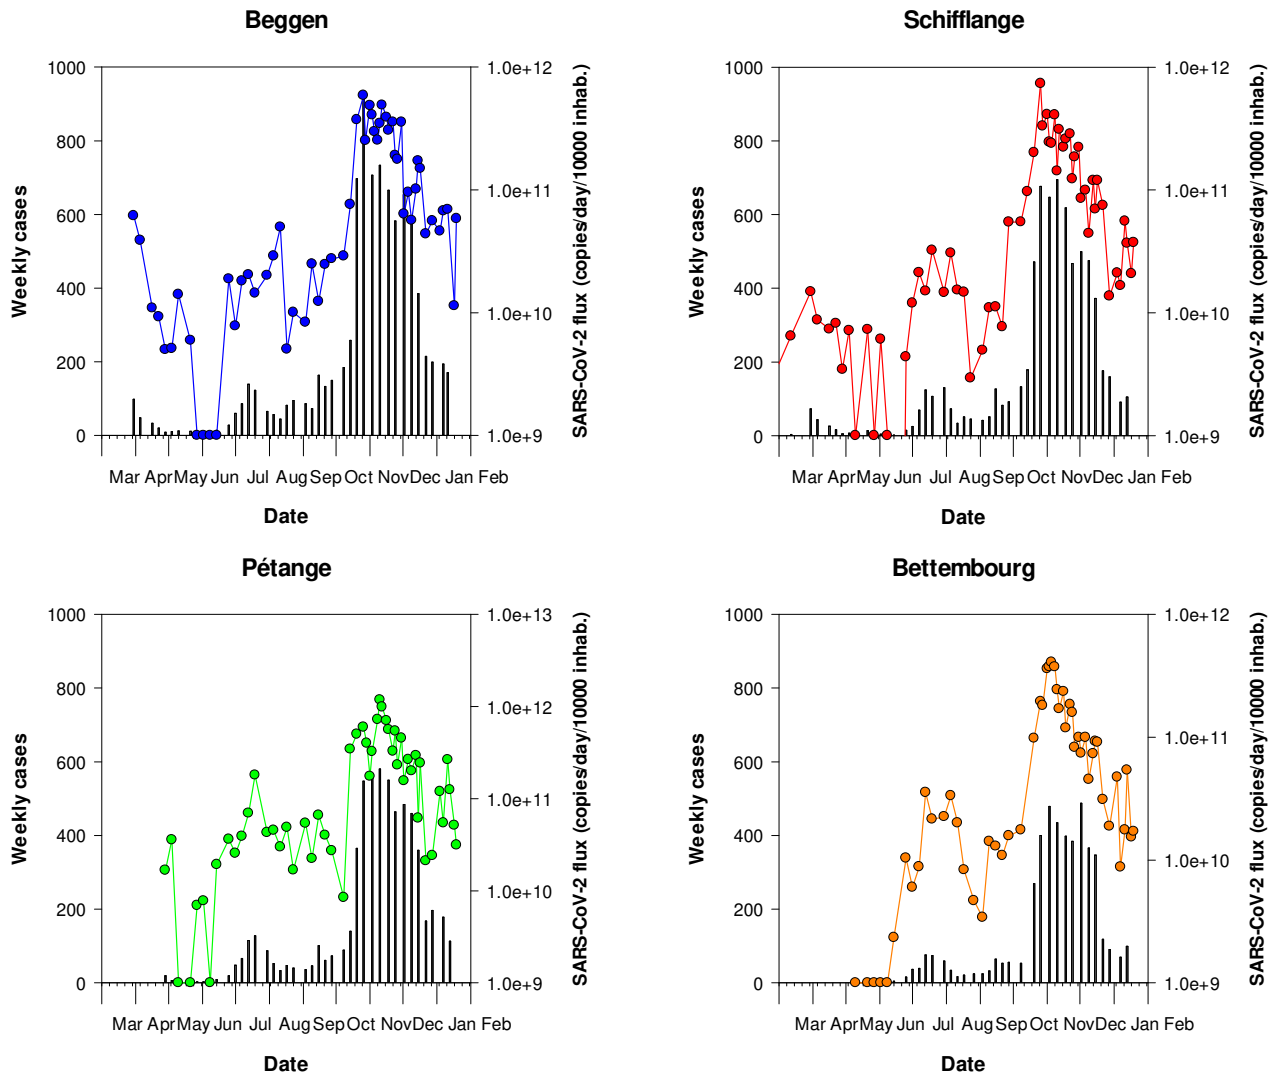 Beggen
1000
800
600
400
200
0
Weekly cases
1.0e+12
1.0e+11
1.0e+10
1.0e+9
SARS-CoV-2 flux (copies/day/10000 inhab.)
Mar Apr May Jun Jul Aug Sep Oct Nov Dec Jan Feb
Date
Schifflange
1000
800
600
400
200
0
Weekly cases
1.0e+12
1.0e+11
1.0e+10
1.0e+9
SARS-CoV-2 flux (copies/day/10000 inhab.)
Mar Apr May Jun Jul Aug Sep Oct Nov Dec Jan Feb
Date
Pétange
1000
800
600
400
200
0
Weekly cases
1.0e+13
1.0e+12
1.0e+11
1.0e+10
1.0e+9
SARS-CoV-2 flux (copies/day/10000 inhab.)
Mar Apr May Jun Jul Aug Sep Oct Nov Dec Jan Feb
Date
Bettembourg
1000
800
600
400
200
0
Weekly cases
1.0e+12
1.0e+11
1.0e+10
1.0e+9
SARS-CoV-2 flux (copies/day/10000 inhab.)
Mar Apr May Jun Jul Aug Sep Oct Nov Dec Jan Feb
Date